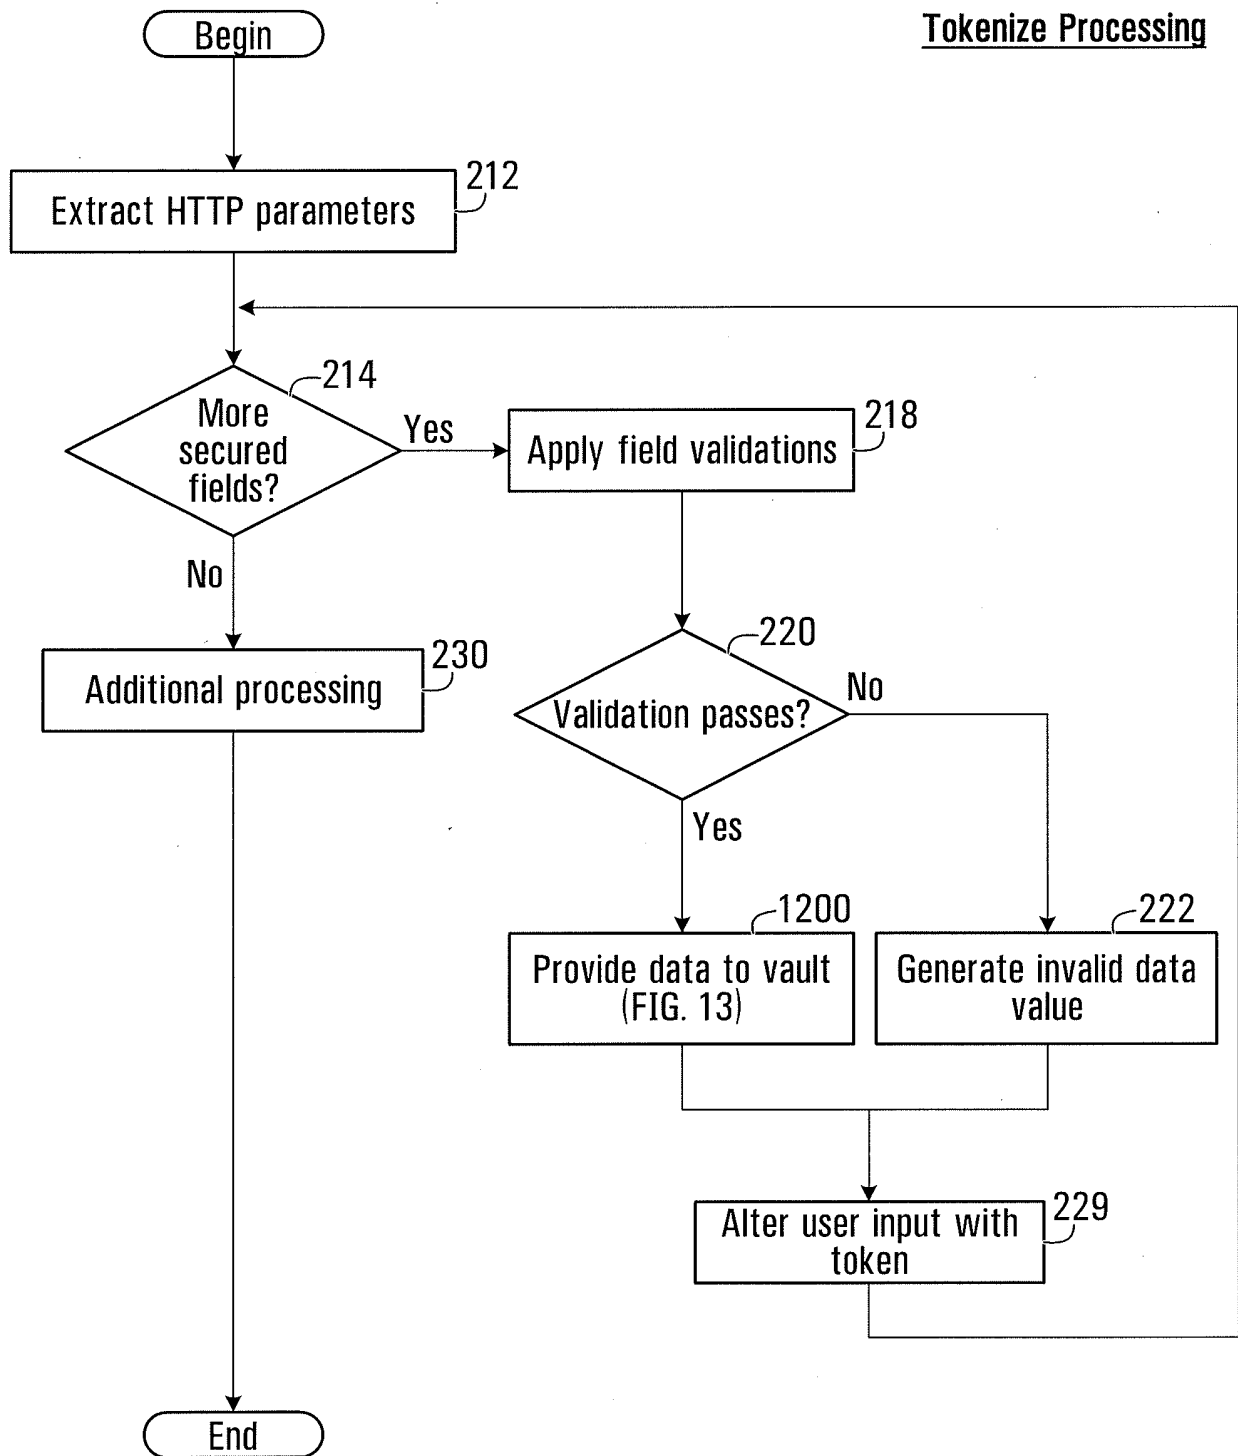 Begin
Tokenize Processing
212
Extract HTTP parameters
214
More
secured
fields?
Yes
218
Apply field validations
No
220
Validation passes?
No
230
Additional processing
Yes
1200
Provide data to vault
(FIG. 13)
222
Generate invalid data
value
229
Alter user input with
token
End